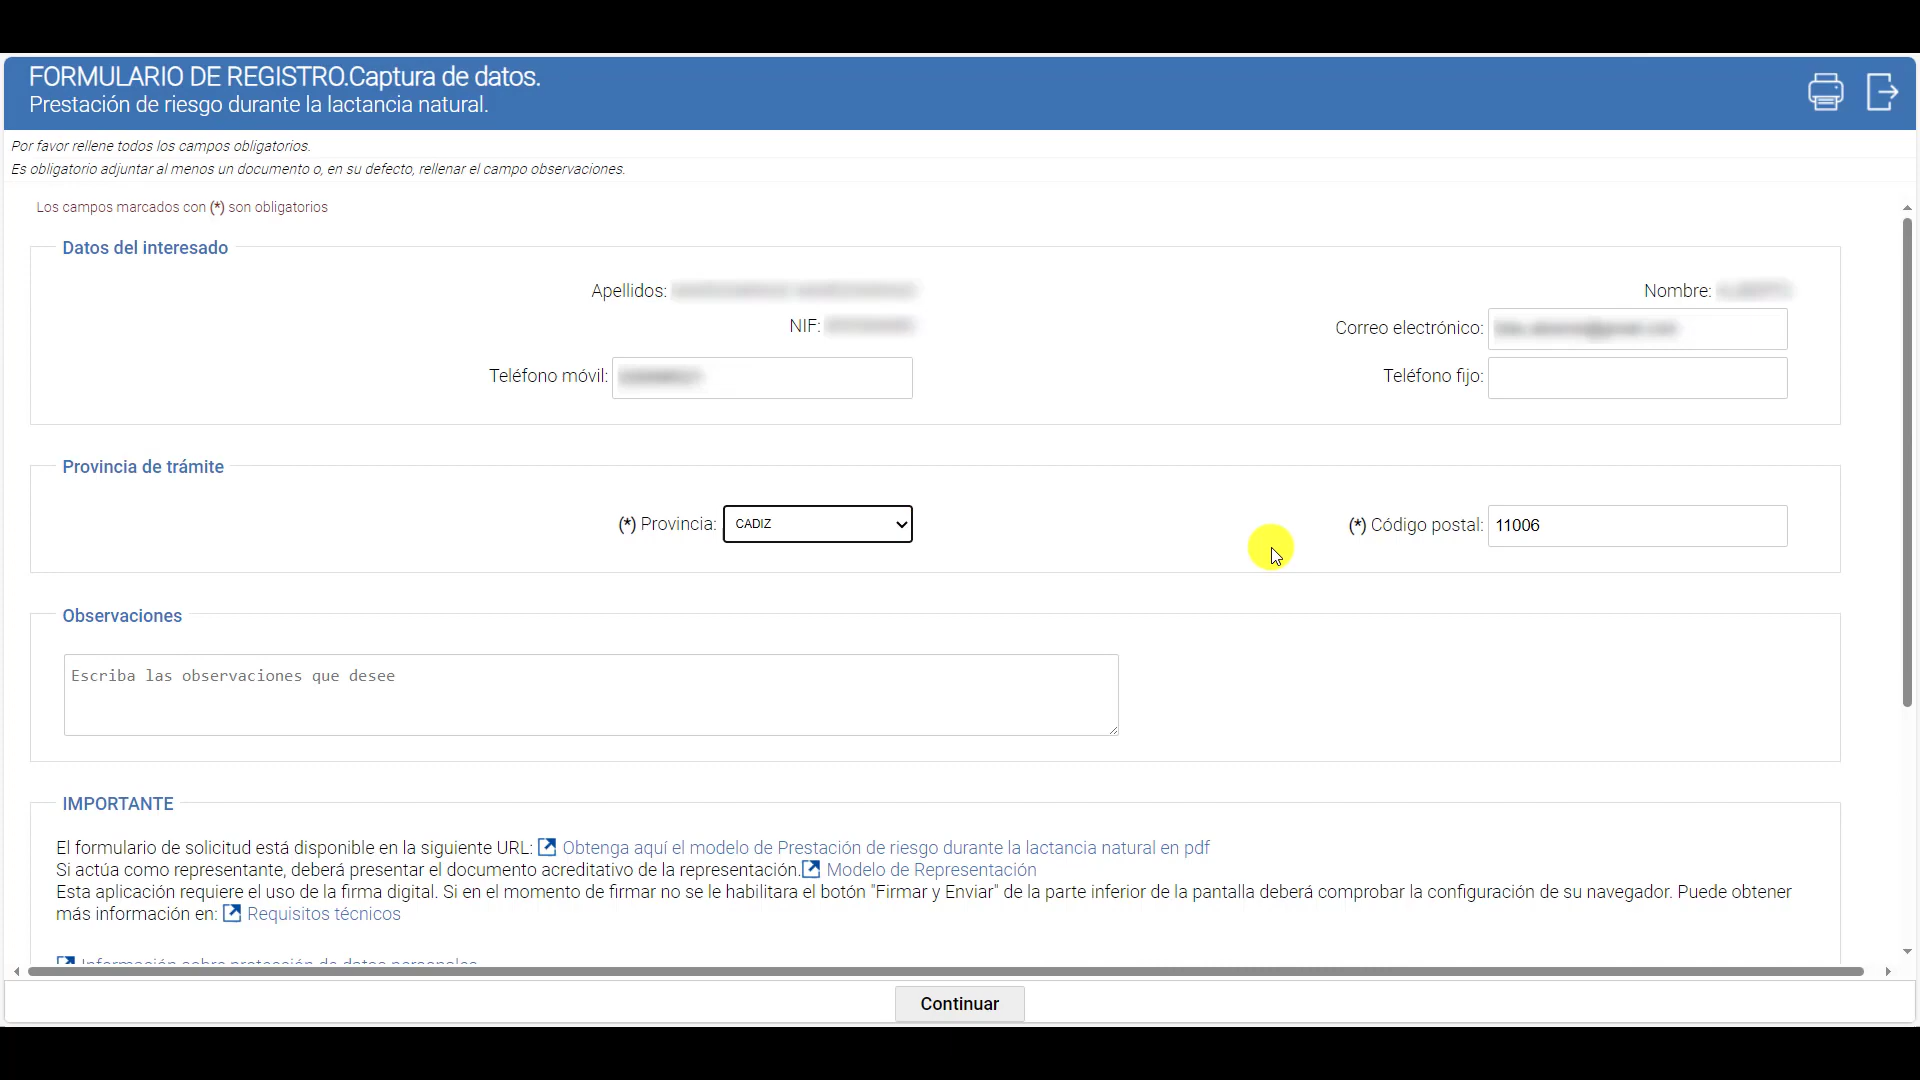 FORMULARIO DE REGISTRO.Captura de datos.
Prestación de riesgo durante la lactancia natural.
Por favor rellene todos los campos obligatorios.
Es obligatorio adjuntar al menos un documento o, en su defecto, rellenar el campo observaciones.
Los campos marcados con (*) son obligatorios
Datos del interesado
Apellidos:
Nombre:
NIF:
Correo electrónico:
Teléfono móvil:
Teléfono fijo:
Provincia de trámite
(*) Provincia: CADIZ
(*) Código postal: 11006
Observaciones
Escriba las observaciones que desee
IMPORTANTE
El formulario de solicitud está disponible en la siguiente URL: Obtenga aquí el modelo de Prestación de riesgo durante la lactancia natural en pdf
Si actúa como representante, deberá presentar el documento acreditativo de la representación. Modelo de Representación
Esta aplicación requiere el uso de la firma digital. Si en el momento de firmar no se le habilitara el botón "Firmar y Enviar" de la parte inferior de la pantalla deberá comprobar la configuración de su navegador. Puede obtener
más información en: Requisitos técnicos
Información sobre protección de datos personales
Continuar